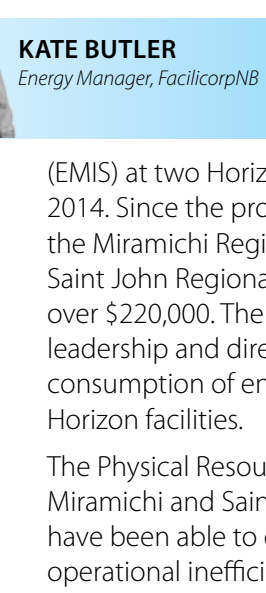 KATE BUTLER
Energy Manager, FacilicorpNB
(EMIS) at two Horiz
2014. Since the pro
the Miramichi Regi
Saint John Regiona
over $220,000. The
leadership and dire
consumption of en
Horizon facilities.
The Physical Resou
Miramichi and Sain
have been able to
operational ineffici